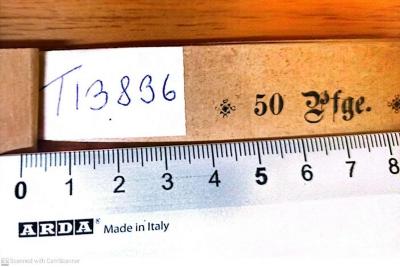 T13836
50 Pfge.
0 1 2 3 4 5 6 7 8
ARDA® Made in Italy
CS Scanned with CamScanner